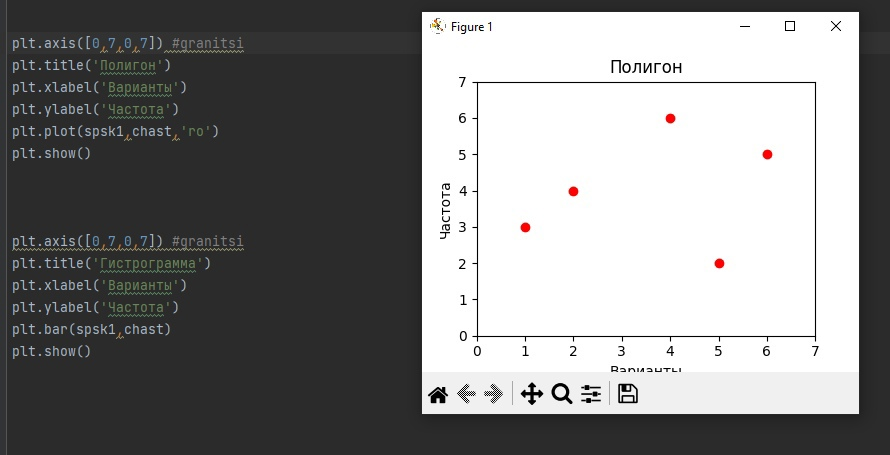 plt.axis([0,7,0,7]) #granitsi
plt.title('Полигон')
plt.xlabel('Варианты')
plt.ylabel('Частота')
plt.plot(spsk1,chast,'ro')
plt.show()
plt.axis([0,7,0,7]) #granitsi
plt.title('Гистрограмма')
plt.xlabel('Варианты')
plt.ylabel('Частота')
plt.bar(spsk1,chast)
plt.show()
Figure 1
Полигон
7
6
5
4
3
2
1
0
Частота
0 1 2 3 4 5 6 7
Варианты